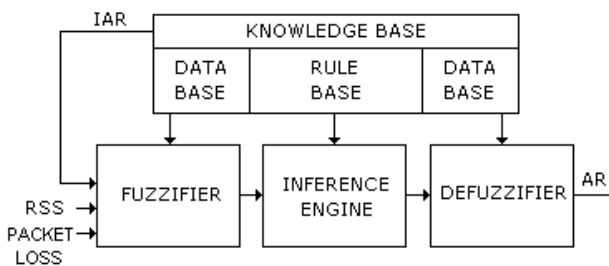 IAR
KNOWLEDGE BASE
DATA
BASE
RULE
BASE
DATA
BASE
FUZZIFIER
INFERENCE
ENGINE
DEFUZZIFIER
AR
RSS
PACKET
LOSS